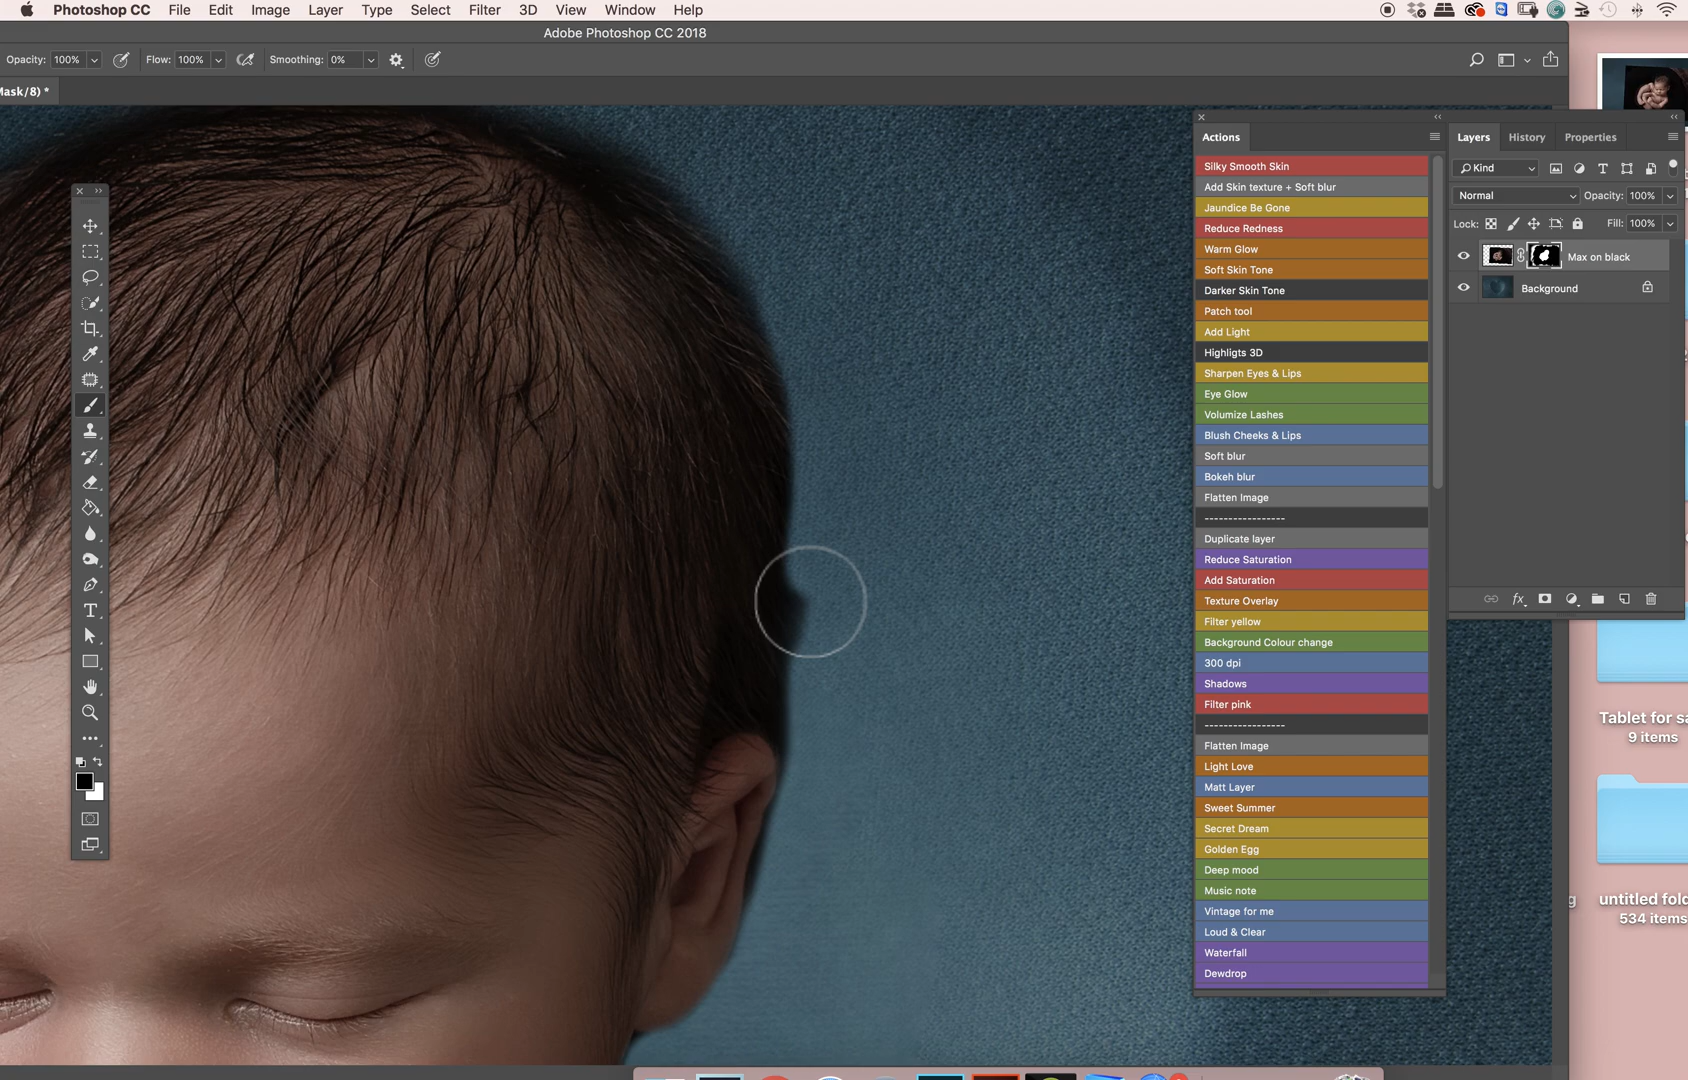 Photoshop CC File Edit Image Layer Type Select Filter 3D View Window Help
Adobe Photoshop CC 2018
Opacity: 100% Flow: 100% Smoothing: 0%
Mask/8) *
Actions
Silky Smooth Skin
Add Skin texture + Soft blur
Jaundice Be Gone
Reduce Redness
Warm Glow
Soft Skin Tone
Darker Skin Tone
Patch tool
Add Light
Highligts 3D
Sharpen Eyes & Lips
Eye Glow
Volumize Lashes
Blush Cheeks & Lips
Soft blur
Bokeh blur
Flatten Image
-----------------
Duplicate layer
Reduce Saturation
Add Saturation
Texture Overlay
Filter yellow
Background Colour change
300 dpi
Shadows
Filter pink
-----------------
Flatten Image
Light Love
Matt Layer
Sweet Summer
Secret Dream
Golden Egg
Deep mood
Music note
Vintage for me
Loud & Clear
Waterfall
Dewdrop
Layers History Properties
Kind
Normal Opacity: 100%
Lock: Fill: 100%
Max on black
Background
fx
Tablet for sa
9 items
untitled fold
534 items